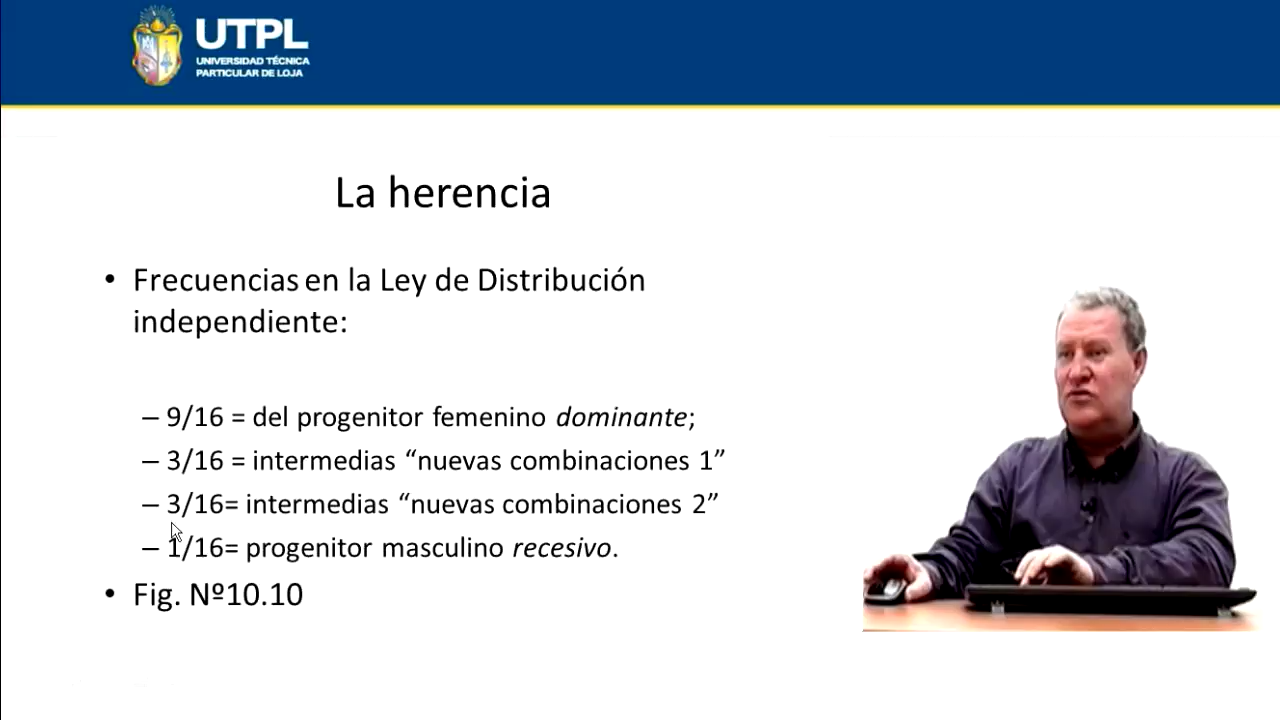 UTPL
UNIVERSIDAD TÉCNICA
PARTICULAR DE LOJA
La herencia
• Frecuencias en la Ley de Distribución
independiente:
– 9/16 = del progenitor femenino dominante;
– 3/16 = intermedias “nuevas combinaciones 1”
– 3/16= intermedias “nuevas combinaciones 2”
– 1/16= progenitor masculino recesivo.
• Fig. Nº10.10